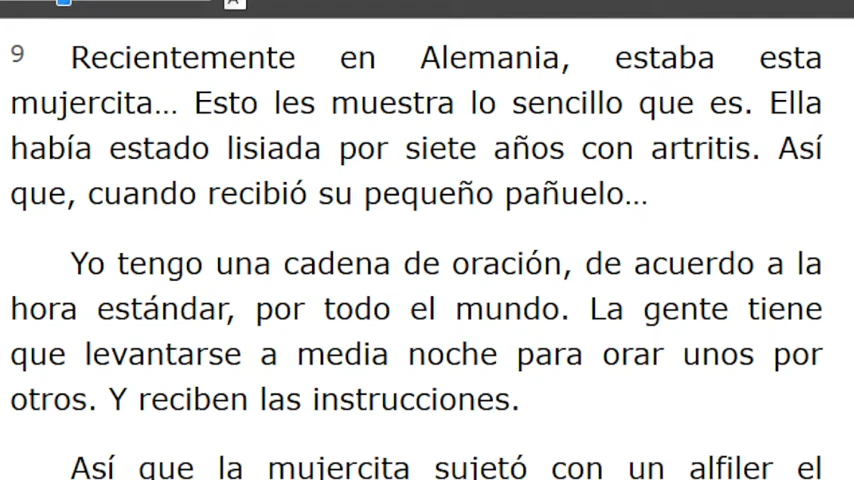 9 Recientemente en Alemania, estaba esta
mujercita... Esto les muestra lo sencillo que es. Ella
había estado lisiada por siete años con artritis. Así
que, cuando recibió su pequeño pañuelo...
Yo tengo una cadena de oración, de acuerdo a la
hora estándar, por todo el mundo. La gente tiene
que levantarse a media noche para orar unos por
otros. Y reciben las instrucciones.
Así que la mujercita sujetó con un alfiler el